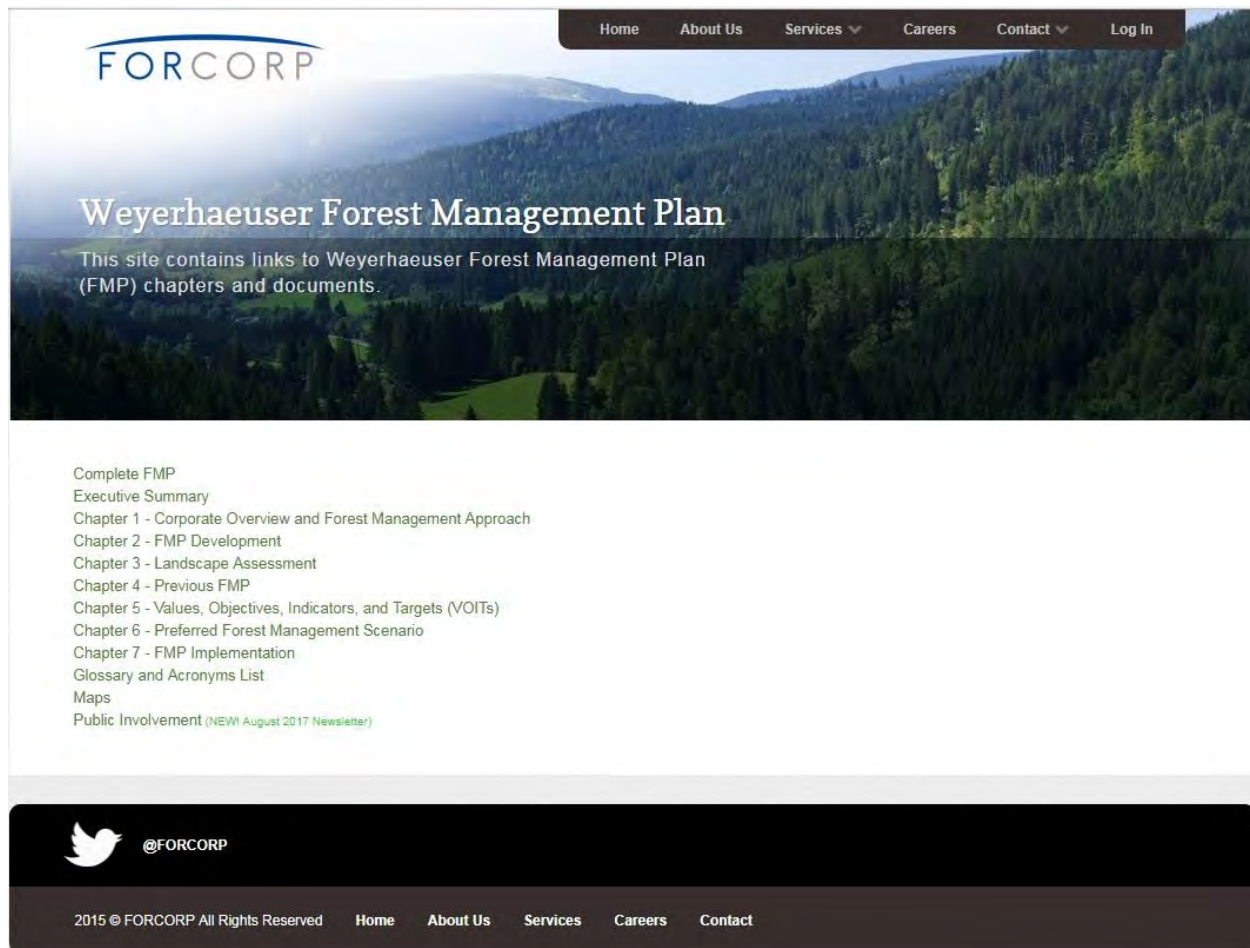 FORCORP
Home About Us Services Careers Contact Log In
Weyerhaeuser Forest Management Plan
This site contains links to Weyerhaeuser Forest Management Plan
(FMP) chapters and documents.
Complete FMP
Executive Summary
Chapter 1 - Corporate Overview and Forest Management Approach
Chapter 2 - FMP Development
Chapter 3 - Landscape Assessment
Chapter 4 - Previous FMP
Chapter 5 - Values, Objectives, Indicators, and Targets (VOITs)
Chapter 6 - Preferred Forest Management Scenario
Chapter 7 - FMP Implementation
Glossary and Acronyms List
Maps
Public Involvement (NEW! August 2017 Newsletter)
@FORCORP
2015 © FORCORP All Rights Reserved Home About Us Services Careers Contact